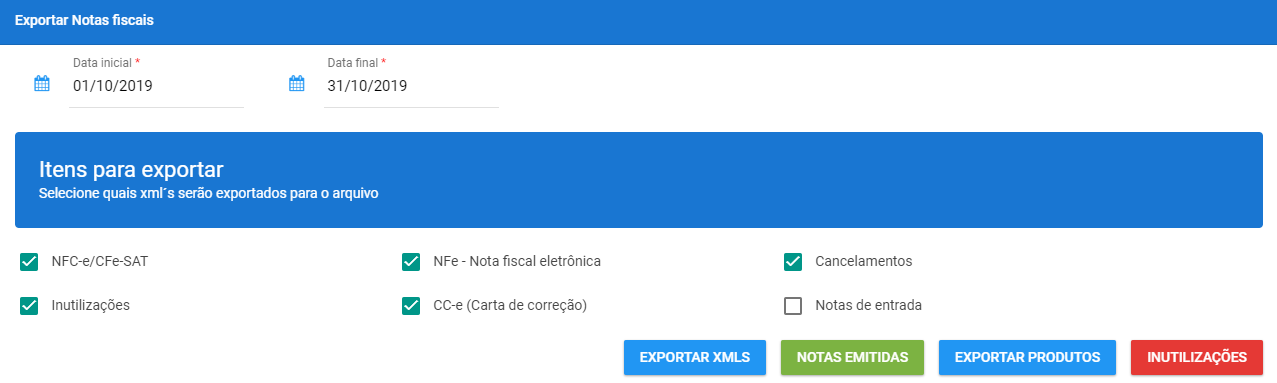 Exportar Notas fiscais
Data inicial *
Data final *
01/10/2019
31/10/2019
Itens para exportar
Selecione quais xml´s serão exportados para o arquivo
NFC-e/CFe-SAT
NFe - Nota fiscal eletrônica
Cancelamentos
Inutilizações
CC-e (Carta de correção)
Notas de entrada
EXPORTAR XMLS
NOTAS EMITIDAS
EXPORTAR PRODUTOS
INUTILIZAÇÕES